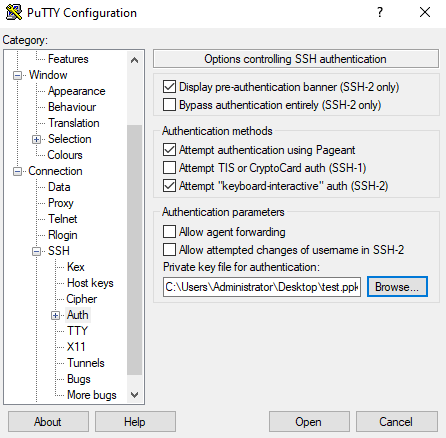 PuTTY Configuration
? ×
Category:
Features
Window
Appearance
Behaviour
Translation
Selection
Colours
Connection
Data
Proxy
Telnet
Rlogin
SSH
Kex
Host keys
Cipher
Auth
TTY
X11
Tunnels
Bugs
More bugs
Options controlling SSH authentication
Display pre-authentication banner (SSH-2 only)
Bypass authentication entirely (SSH-2 only)
Authentication methods
Attempt authentication using Pageant
Attempt TIS or CryptoCard auth (SSH-1)
Attempt "keyboard-interactive" auth (SSH-2)
Authentication parameters
Allow agent forwarding
Allow attempted changes of username in SSH-2
Private key file for authentication:
C:\Users\Administrator\Desktop\test.ppk Browse...
About Help Open Cancel